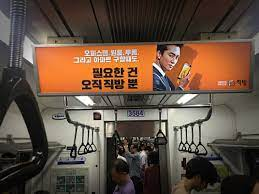 오피스텔, 원룸, 투룸,
그리고 아파트 구할때도,
필요한 건
오직 직방 뿐
직방
3584